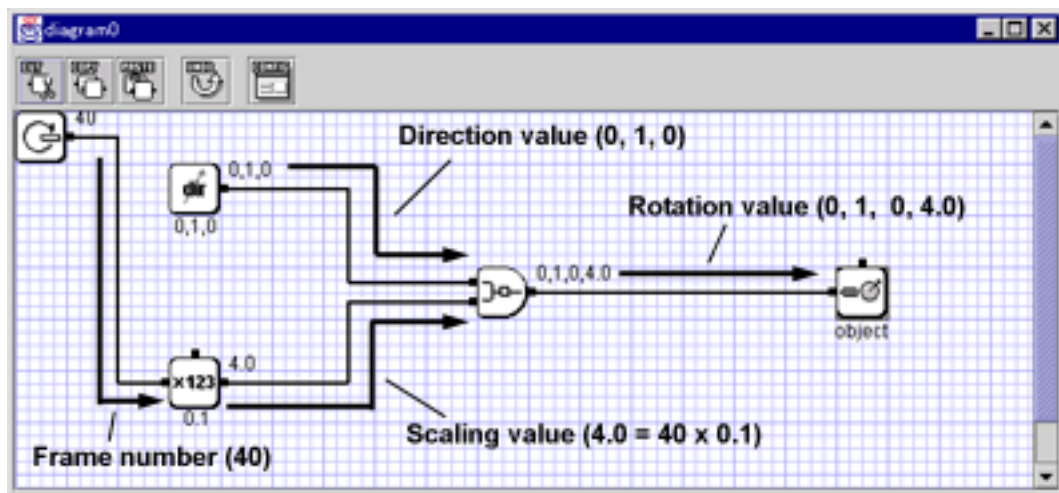 diagram0
40
Direction value (0, 1, 0)
0,1,0
dir
0,1,0
Rotation value (0, 1, 0, 4.0)
0,1,0,4.0
object
4.0
×123
0.1
Scaling value (4.0 = 40 x 0.1)
Frame number (40)